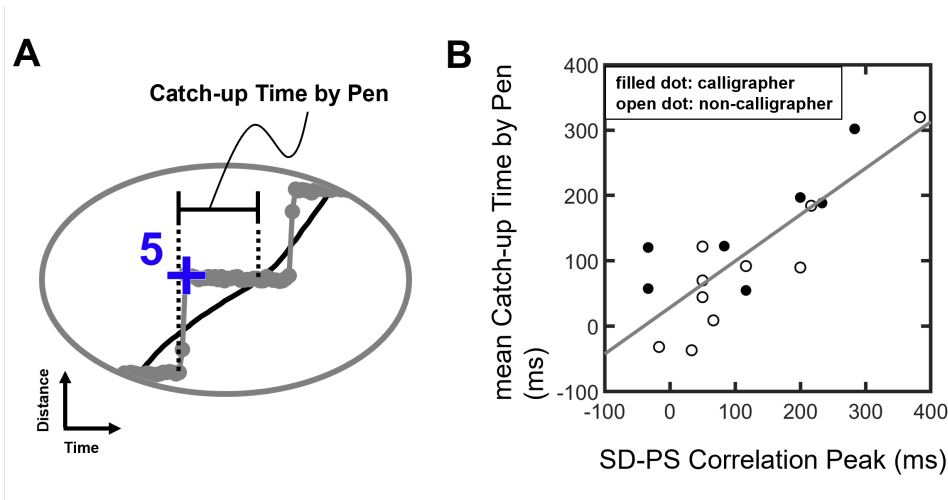 A
Catch-up Time by Pen
5
Distance
Time
B
mean Catch-up Time by Pen
(ms)
400
300
200
100
0
-100
filled dot: calligrapher
open dot: non-calligrapher
-100 0 100 200 300 400
SD-PS Correlation Peak (ms)